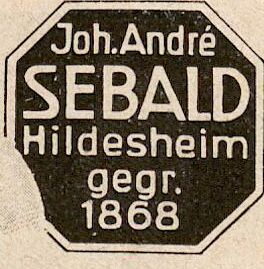 Joh. André
SEBALD
Hildesheim
gegr.
1868